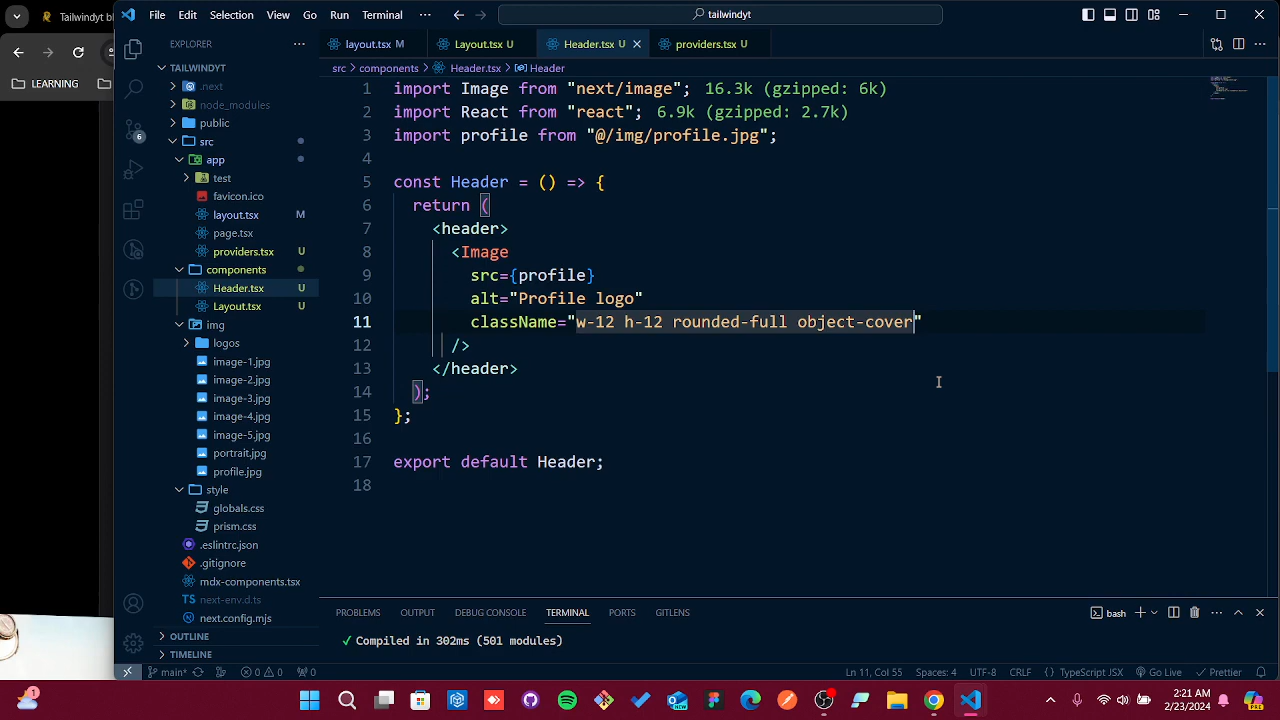 Tailwindyt bl
LEARNING
File Edit Selection View Go Run Terminal ···
tailwindyt
EXPLORER
layout.tsx M
Layout.tsx U
Header.tsx U
providers.tsx U
TAILWINDYT
src > components > Header.tsx > Header
.next
node_modules
public
src
app
test
favicon.ico
layout.tsx M
page.tsx
providers.tsx U
components
Header.tsx U
Layout.tsx U
img
logos
image-1.jpg
image-2.jpg
image-3.jpg
image-4.jpg
image-5.jpg
portrait.jpg
profile.jpg
style
globals.css
prism.css
.eslintrc.json
.gitignore
mdx-components.tsx
next-env.d.ts
next.config.mjs
OUTLINE
TIMELINE
6
1 import Image from "next/image"; 16.3k (gzipped: 6k)
2 import React from "react"; 6.9k (gzipped: 2.7k)
3 import profile from "@/img/profile.jpg";
4
5 const Header = () => {
6 return (
7 <header>
8 <Image
9 src={profile}
10 alt="Profile logo"
11 className="w-12 h-12 rounded-full object-cover"
12 />
13 </header>
14 );
15 };
16
17 export default Header;
18
PROBLEMS OUTPUT DEBUG CONSOLE TERMINAL PORTS GITLENS
bash
✓ Compiled in 302ms (501 modules)
main* 0 0 0
Ln 11, Col 55 Spaces: 4 UTF-8 CRLF {} TypeScript JSX Go Live Prettier
1
NEW
2:21 AM
2/23/2024
PRE